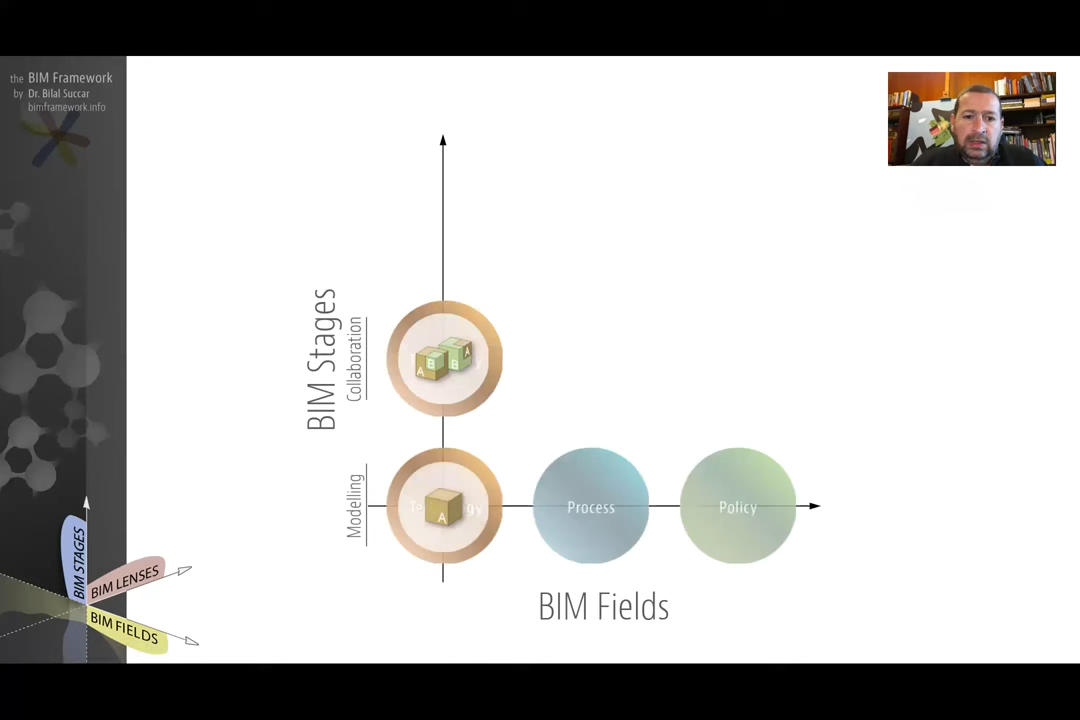 the BIM Framework
by Dr. Bilal Succar
bimframework.info
BIM Stages
Collaboration
A B B A
Modelling
A
Process
Policy
BIM Fields
BIM STAGES
BIM LENSES
BIM FIELDS